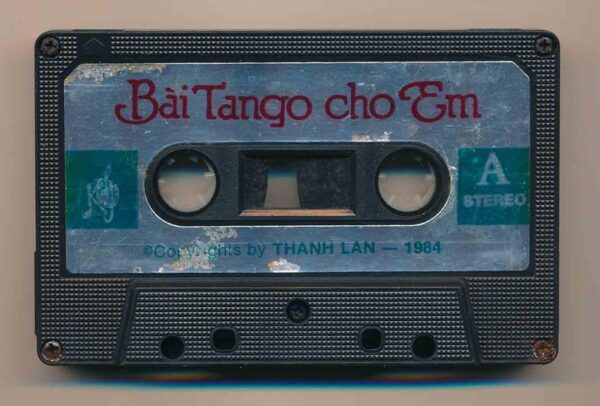 Bài Tango cho Em
A
STEREO
©Copyrights by THANH LAN — 1984